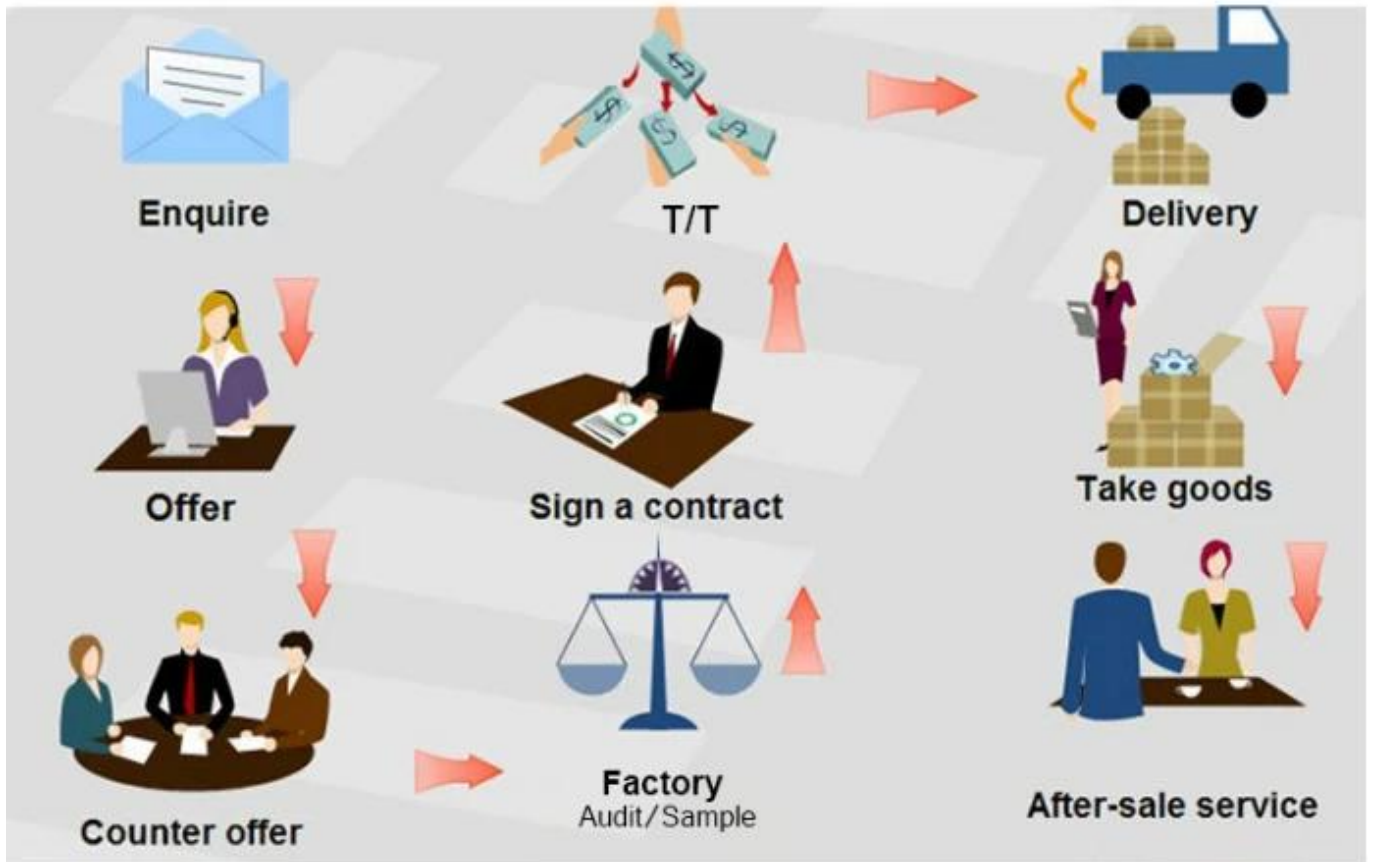 Enquire
T/T
Delivery
Offer
Sign a contract
Take goods
Counter offer
Factory
Audit/Sample
After-sale service